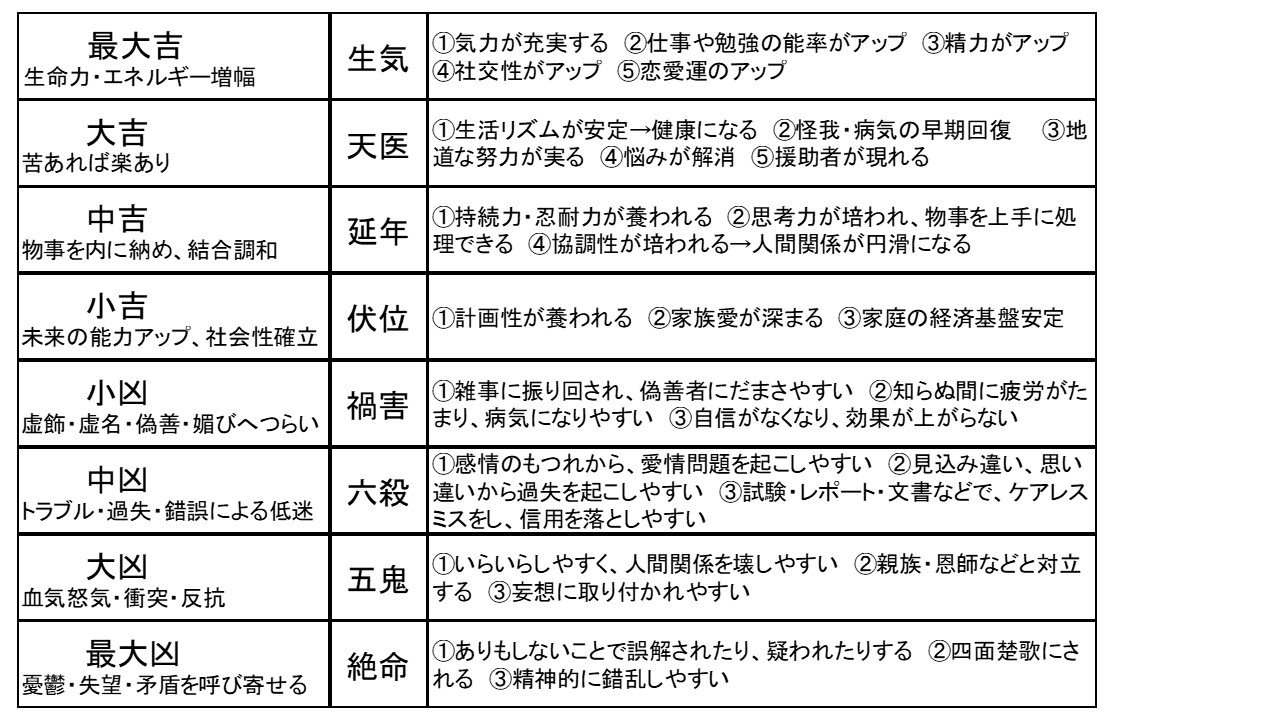 最大吉
生命力・エネルギー増幅
生気
①気力が充実する　②仕事や勉強の能率がアップ　③精力がアップ
④社交性がアップ　⑤恋愛運のアップ
大吉
苦あれば楽あり
天医
①生活リズムが安定→健康になる　②怪我・病気の早期回復　　③地
道な努力が実る　④悩みが解消　⑤援助者が現れる
中吉
物事を内に納め、結合調和
延年
①持続力・忍耐力が養われる　②思考力が培われ、物事を上手に処
理できる　④協調性が培われる→人間関係が円滑になる
小吉
未来の能力アップ、社会性確立
伏位
①計画性が養われる　②家族愛が深まる　③家庭の経済基盤安定
小凶
虚飾・虚名・偽善・媚びへつらい
禍害
①雑事に振り回され、偽善者にだまさやすい　②知らぬ間に疲労がた
まり、病気になりやすい　③自信がなくなり、効果が上がらない
中凶
トラブル・過失・錯誤による低迷
六殺
①感情のもつれから、愛情問題を起こしやすい　②見込み違い、思い
違いから過失を起こしやすい　③試験・レポート・文書などで、ケアレス
ミスをし、信用を落としやすい
大凶
血気怒気・衝突・反抗
五鬼
①いらいらしやすく、人間関係を壊しやすい　②親族・恩師などと対立
する　③妄想に取り付かれやすい
最大凶
憂鬱・失望・矛盾を呼び寄せる
絶命
①ありもしないことで誤解されたり、疑われたりする　②四面楚歌にさ
れる　③精神的に錯乱しやすい